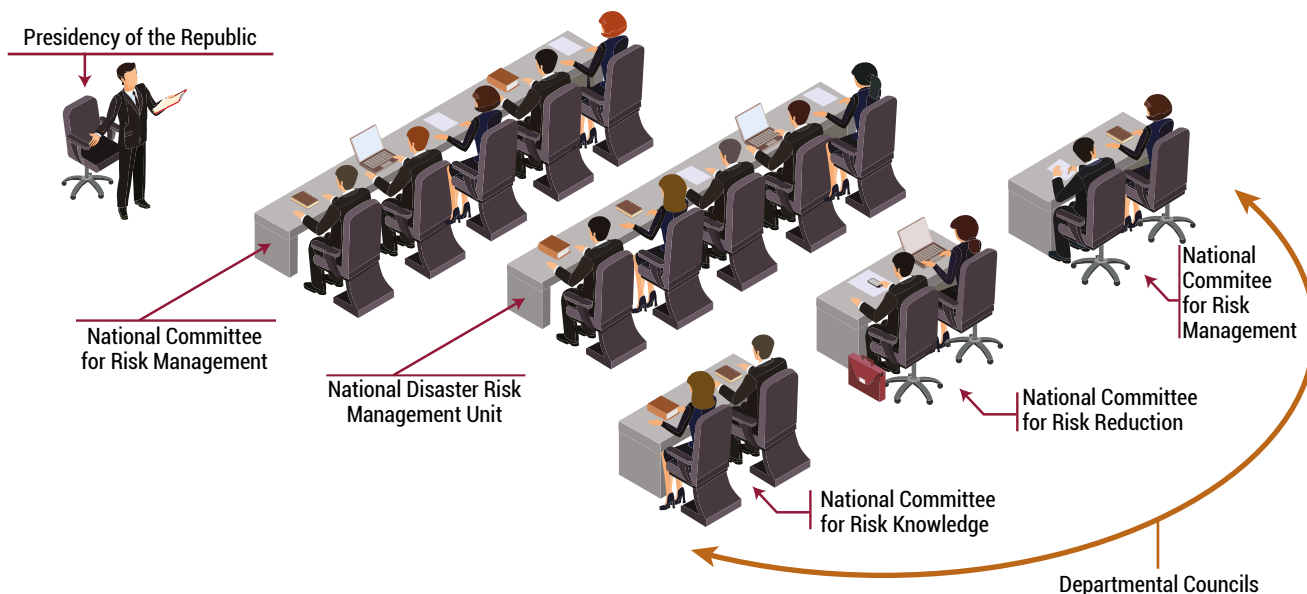 Presidency of the Republic
National Committee
for Risk Management
National Disaster Risk
Management Unit
National Committee
for Risk Knowledge
National Committee
for Risk Reduction
National
Commitee
for Risk
Management
Departmental Councils